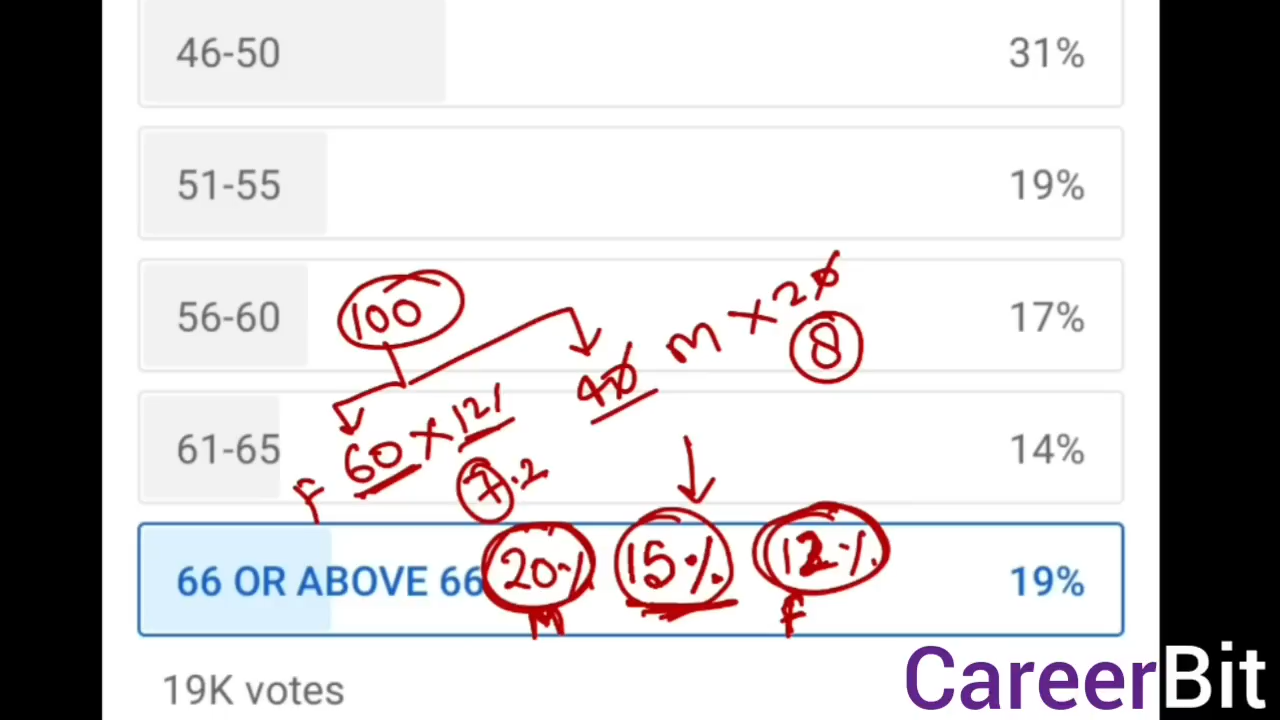 46-50 31%
51-55 19%
100 m × 20
56-60 8 17%
60 × 12% 40
61-65 14%
F 7.2
66 OR ABOVE 66 20% 15% 12% 19%
M F
19K votes
CareerBit